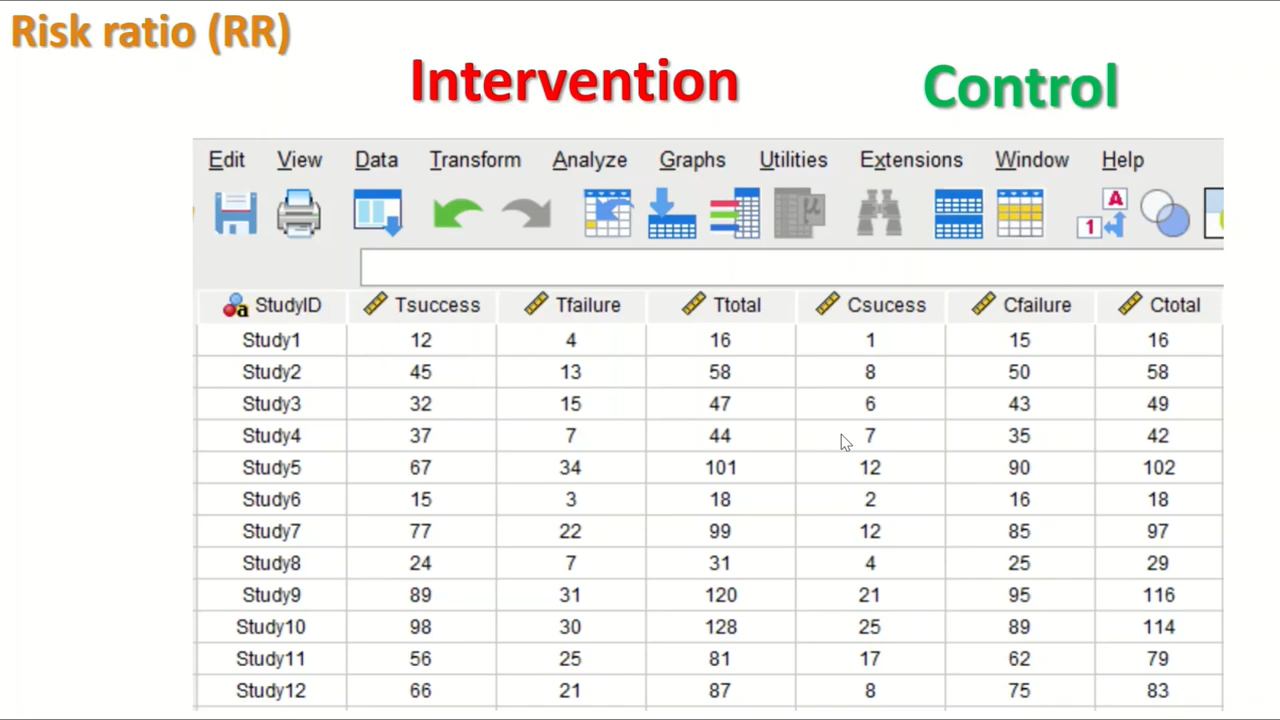 Risk ratio (RR)
Intervention Control
Edit View Data Transform Analyze Graphs Utilities Extensions Window Help
A
1
μ
StudyID Tsuccess Tfailure Ttotal Csucess Cfailure Ctotal
Study1 12 4 16 1 15 16
Study2 45 13 58 8 50 58
Study3 32 15 47 6 43 49
Study4 37 7 44 7 35 42
Study5 67 34 101 12 90 102
Study6 15 3 18 2 16 18
Study7 77 22 99 12 85 97
Study8 24 7 31 4 25 29
Study9 89 31 120 21 95 116
Study10 98 30 128 25 89 114
Study11 56 25 81 17 62 79
Study12 66 21 87 8 75 83